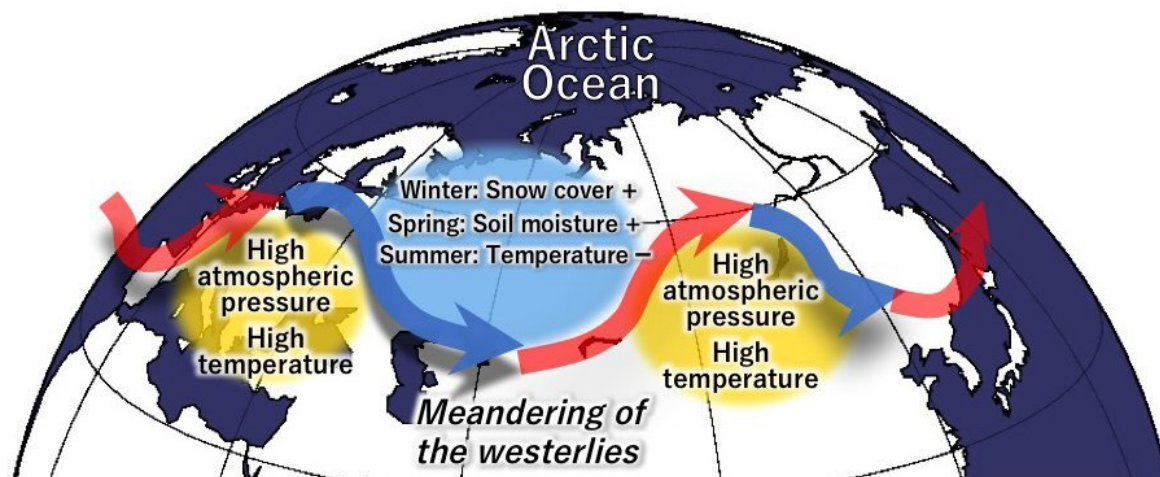 Arctic
Ocean
Winter: Snow cover +
Spring: Soil moisture +
Summer: Temperature −
High
atmospheric
pressure
High
temperature
High
atmospheric
pressure
High
temperature
Meandering of
the westerlies